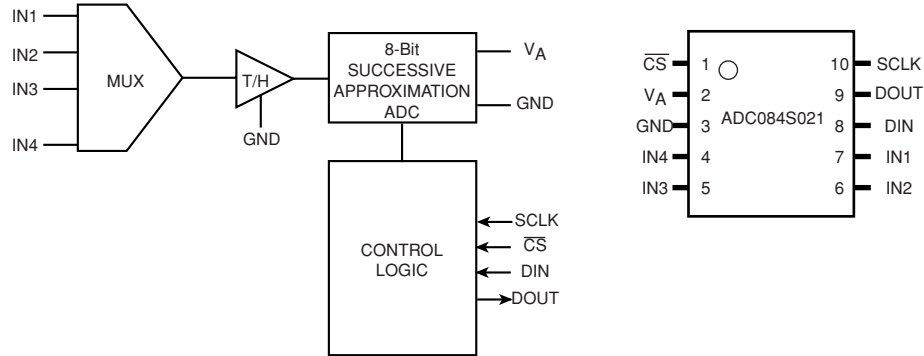 IN1
IN2
IN3
IN4
MUX
T/H
GND
8-Bit
SUCCESSIVE
APPROXIMATION
ADC
VA
GND
CONTROL
LOGIC
SCLK
CS
DIN
DOUT
CS 1
VA 2
GND 3
IN4 4
IN3 5
ADC084S021
10 SCLK
9 DOUT
8 DIN
7 IN1
6 IN2